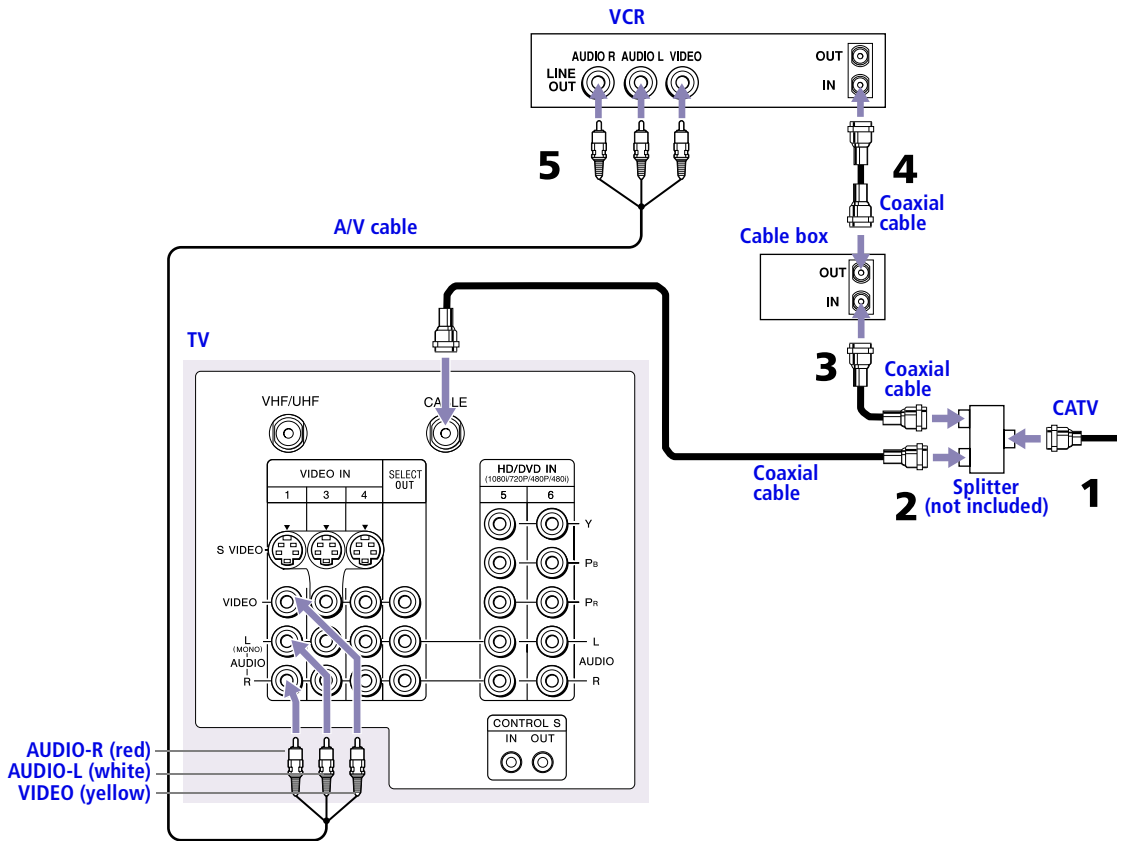 VCR
AUDIO R AUDIO L VIDEO
LINE
OUT
OUT
IN
5
4
Coaxial
cable
A/V cable
Cable box
OUT
IN
TV
3
Coaxial
cable
CATV
VHF/UHF
CABLE
Coaxial
cable
2
Splitter
(not included)
1
VIDEO IN
SELECT
OUT
1 3 4
HD/DVD IN
(1080i/720P/480P/480i)
5 6
Y
S VIDEO
PB
VIDEO
PR
L
(MONO)
AUDIO
R
L
AUDIO
R
CONTROL S
IN OUT
AUDIO-R (red)
AUDIO-L (white)
VIDEO (yellow)